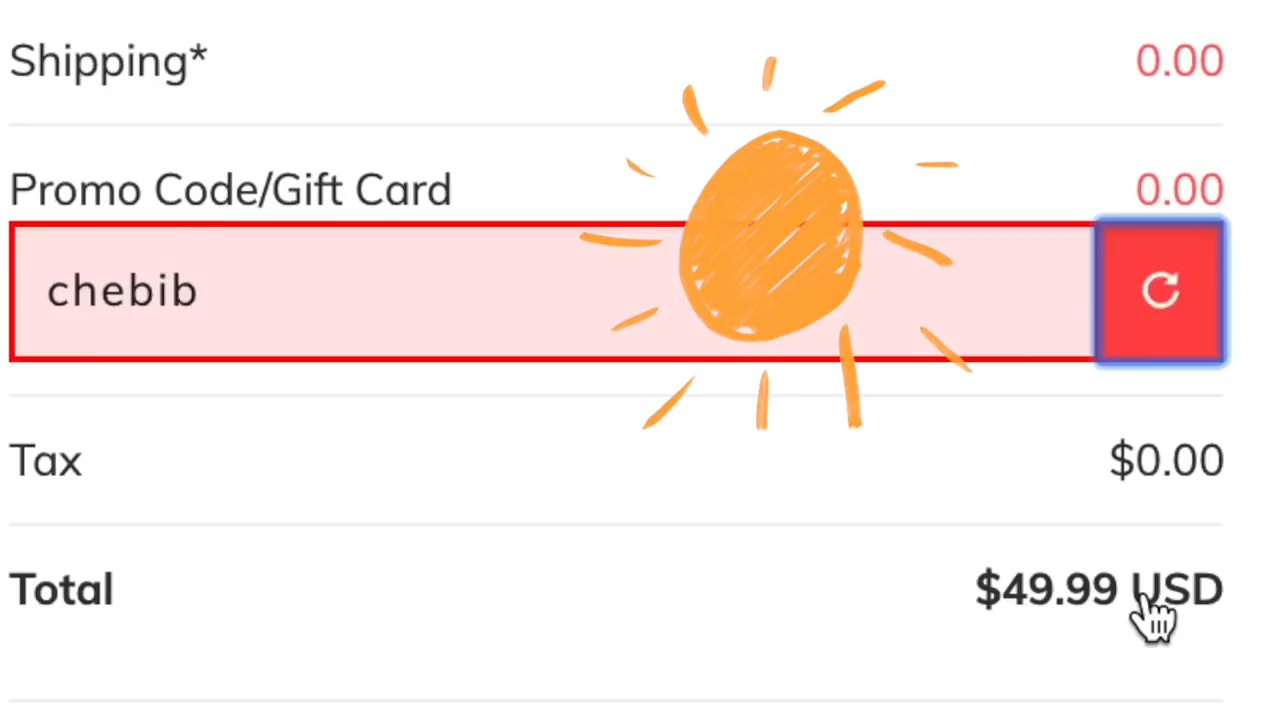 Shipping* 0.00
Promo Code/Gift Card 0.00
chebib
Tax $0.00
Total $49.99 USD